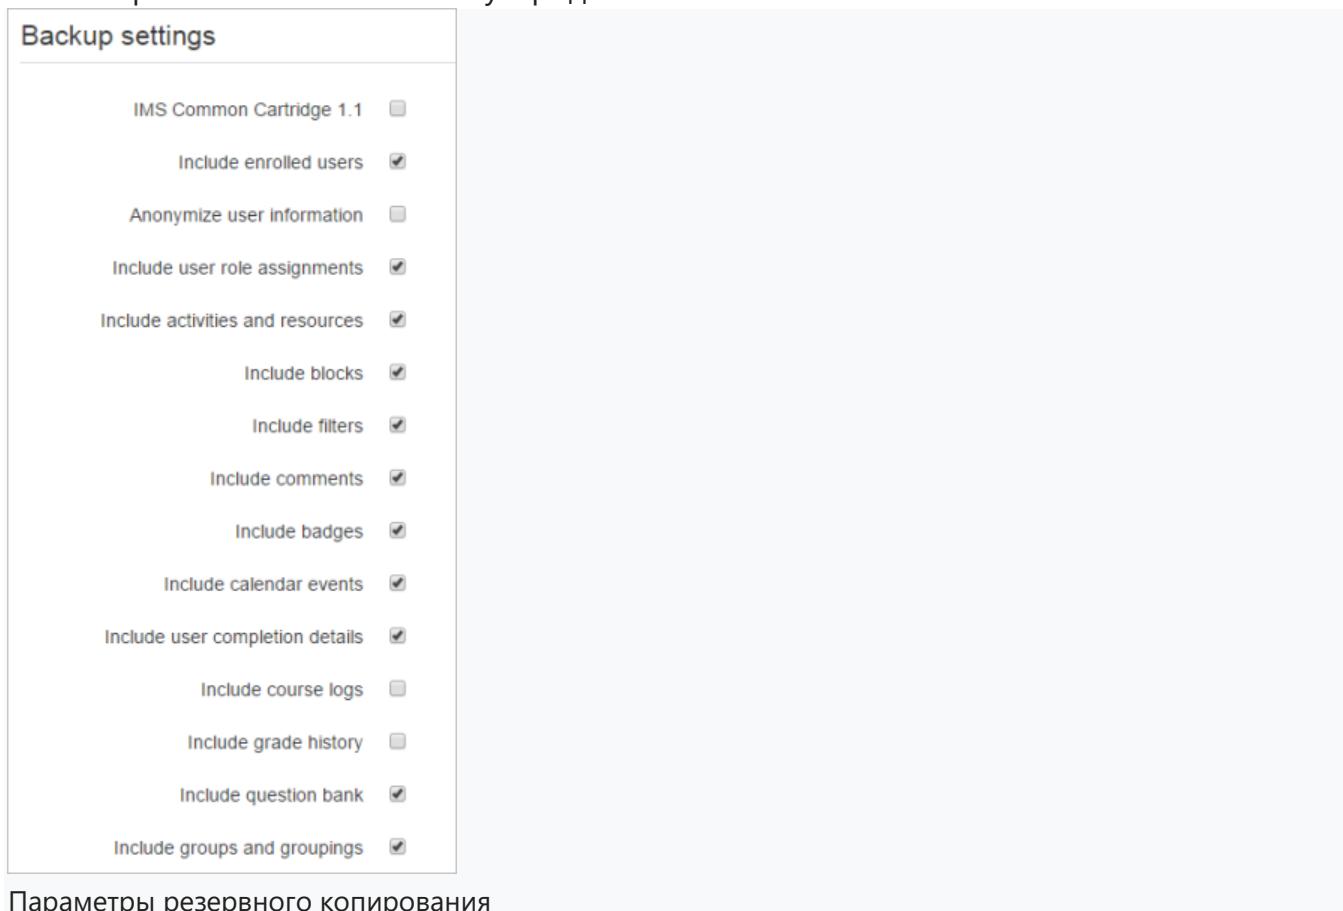 Backup settings
IMS Common Cartridge 1.1
Include enrolled users
Anonymize user information
Include user role assignments
Include activities and resources
Include blocks
Include filters
Include comments
Include badges
Include calendar events
Include user completion details
Include course logs
Include grade history
Include question bank
Include groups and groupings
Параметры резервного копирования